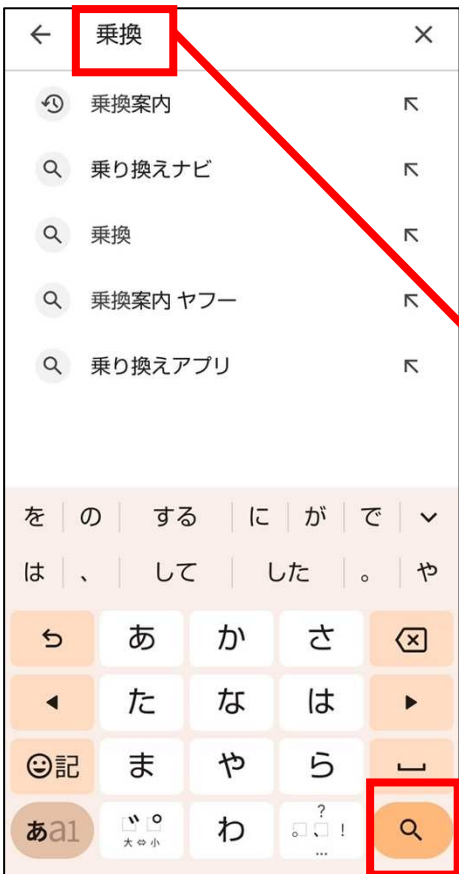 乗換
乗換案内
乗り換えナビ
乗換
乗換案内 ヤフー
乗り換えアプリ
を の する に が で
は 、 して した 。 や
あ か さ
た な は
記 ま や ら
あa1 ゛゜ 大⇔小 わ 。、?!…